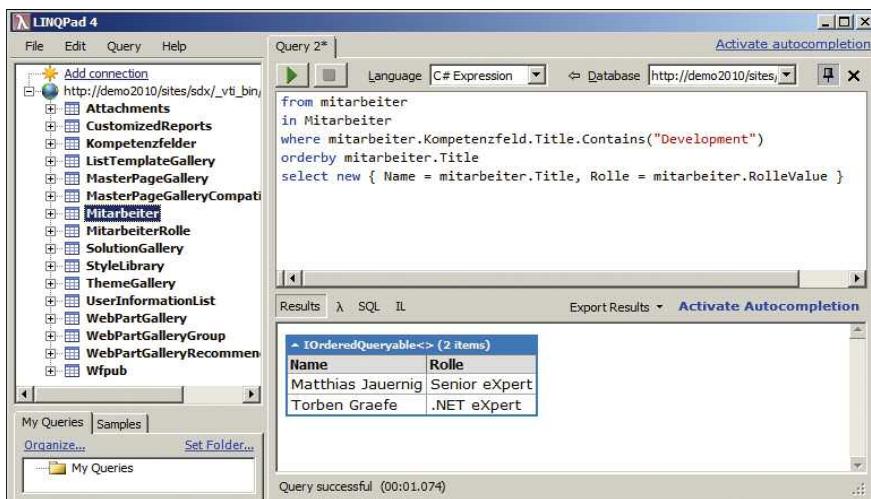 LINQPad 4
File Edit Query Help
Add connection
http://demo2010/sites/sdx/_vti_bin/
Attachments
CustomizedReports
Kompetenzfelder
ListTemplateGallery
MasterPageGallery
MasterPageGalleryCompati
Mitarbeiter
MitarbeiterRolle
SolutionGallery
StyleLibrary
ThemeGallery
UserInformationList
WebPartGallery
WebPartGalleryGroup
WebPartGalleryRecommen
Wfpub
My Queries Samples
Organize... Set Folder...
My Queries
Query 2* Activate autocompletion
Language C# Expression Database http://demo2010/sites/
from mitarbeiter
in Mitarbeiter
where mitarbeiter.Kompetenzfeld.Title.Contains("Development")
orderby mitarbeiter.Title
select new { Name = mitarbeiter.Title, Rolle = mitarbeiter.RolleValue }
Results λ SQL IL Export Results Activate Autocompletion
IOrderedQueryable<> (2 items)
Name Rolle
Matthias Jauernig Senior eXpert
Torben Graefe .NET eXpert
Query successful (00:01.074)